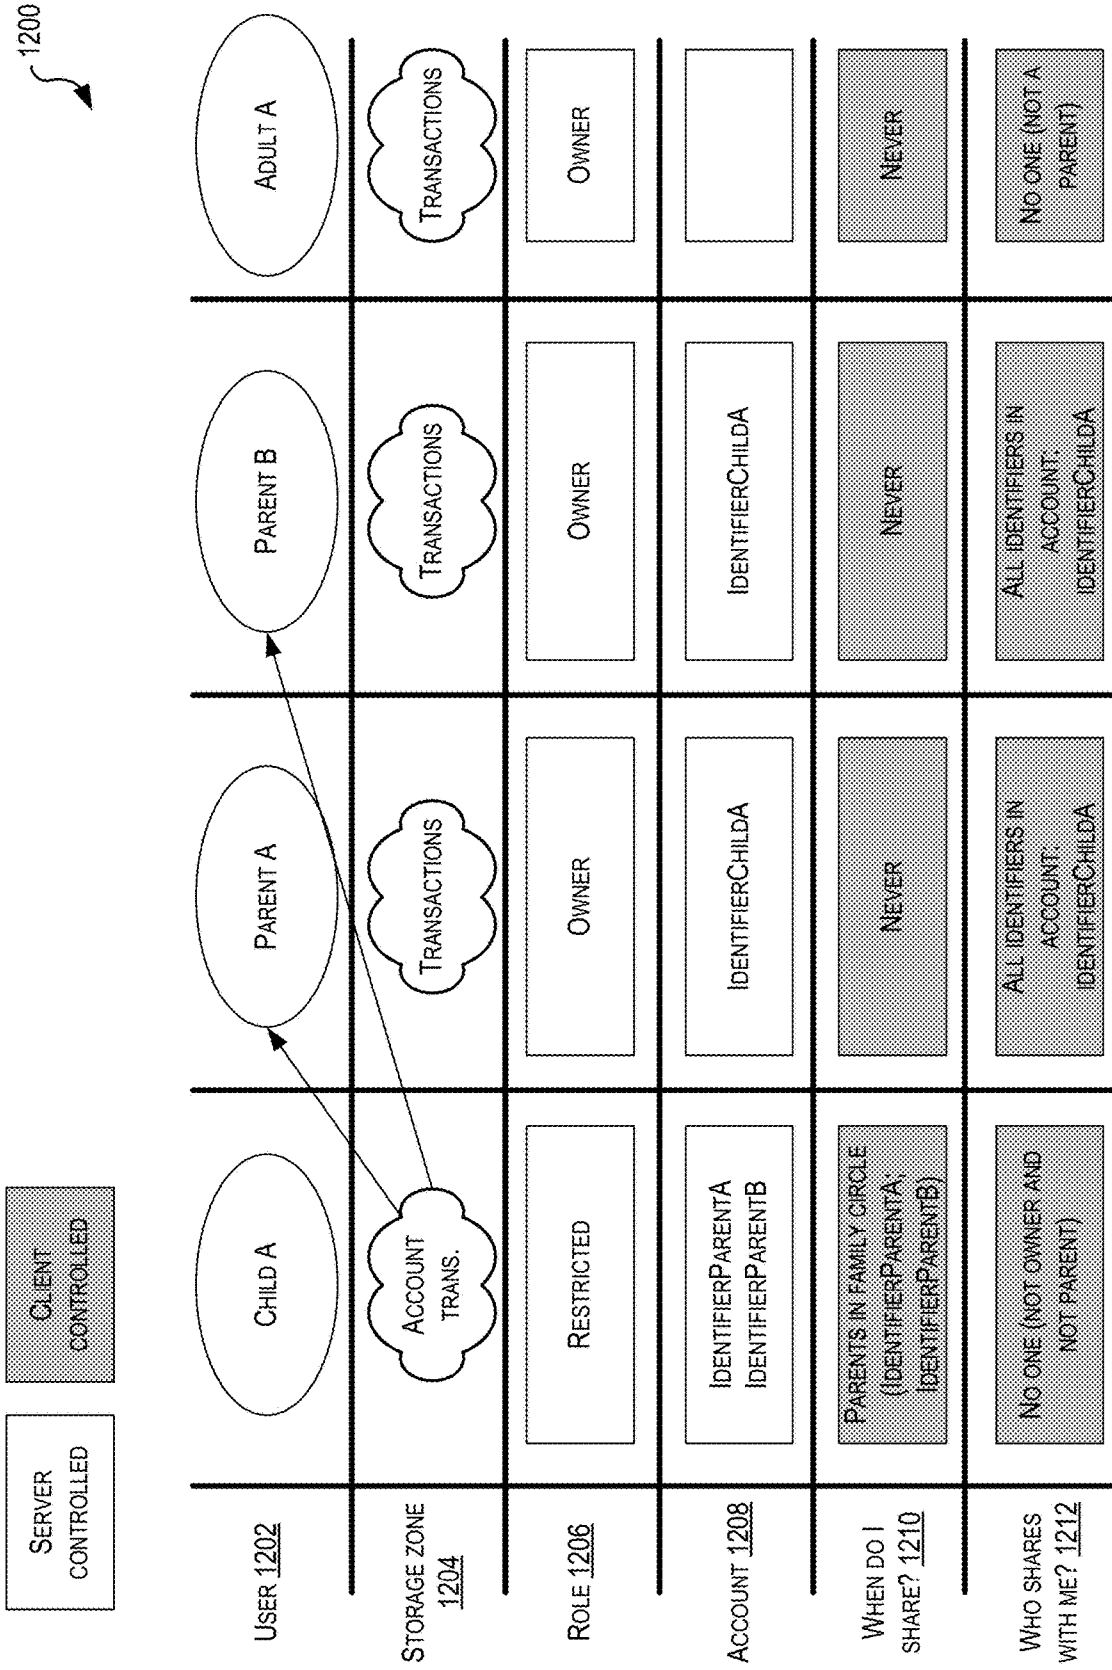 1200
SERVER
CONTROLLED
CLIENT
CONTROLLED
USER 1202
CHILD A
PARENT A
PARENT B
ADULT A
STORAGE ZONE
1204
ACCOUNT
TRANS.
TRANSACTIONS
TRANSACTIONS
TRANSACTIONS
ROLE 1206
RESTRICTED
OWNER
OWNER
OWNER
ACCOUNT 1208
IDENTIFIERPARENTA
IDENTIFIERPARENTB
IDENTIFIERCHILDA
IDENTIFIERCHILDA
WHEN DO I
SHARE? 1210
PARENTS IN FAMILY CIRCLE
(IDENTIFIERPARENTA;
IDENTIFIERPARENTB)
NEVER
NEVER
NEVER
WHO SHARES
WITH ME? 1212
NO ONE (NOT OWNER AND
NOT PARENT)
ALL IDENTIFIERS IN
ACCOUNT:
IDENTIFIERCHILDA
ALL IDENTIFIERS IN
ACCOUNT:
IDENTIFIERCHILDA
NO ONE (NOT A
PARENT)